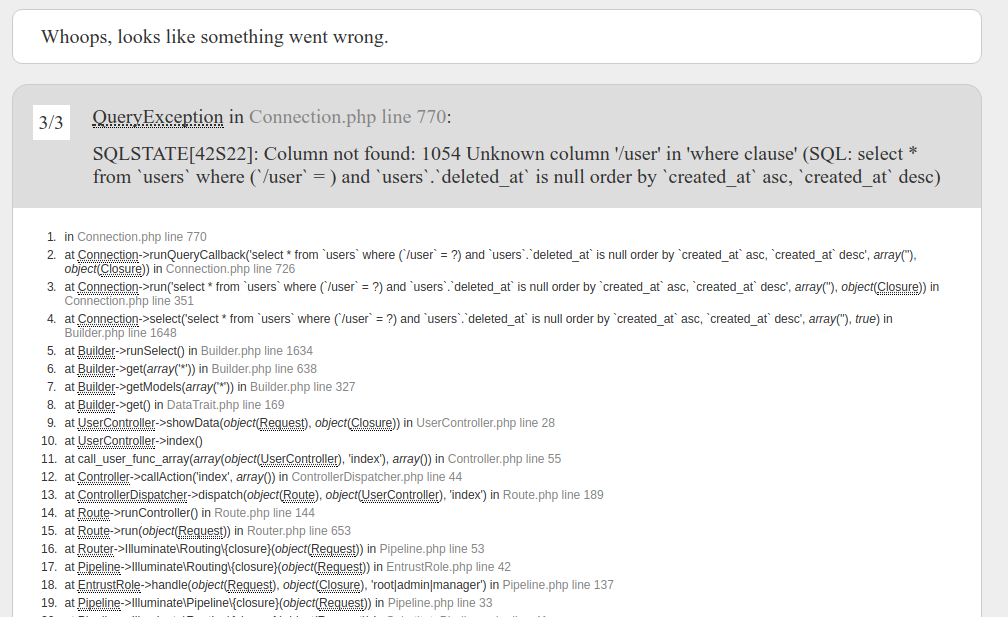 Whoops, looks like something went wrong.
3/3
QueryException in Connection.php line 770:
SQLSTATE[42S22]: Column not found: 1054 Unknown column '/user' in 'where clause' (SQL: select *
from `users` where (`/user` = ) and `users`.`deleted_at` is null order by `created_at` asc, `created_at` desc)
1. in Connection.php line 770
2. at Connection->runQueryCallback('select * from `users` where (`/user` = ?) and `users`.`deleted_at` is null order by `created_at` asc, `created_at` desc', array(''),
object(Closure)) in Connection.php line 726
3. at Connection->run('select * from `users` where (`/user` = ?) and `users`.`deleted_at` is null order by `created_at` asc, `created_at` desc', array(''), object(Closure)) in
Connection.php line 351
4. at Connection->select('select * from `users` where (`/user` = ?) and `users`.`deleted_at` is null order by `created_at` asc, `created_at` desc', array(''), true) in
Builder.php line 1648
5. at Builder->runSelect() in Builder.php line 1634
6. at Builder->get(array('*')) in Builder.php line 638
7. at Builder->getModels(array('*')) in Builder.php line 327
8. at Builder->get() in DataTrait.php line 169
9. at UserController->showData(object(Request), object(Closure)) in UserController.php line 28
10. at UserController->index()
11. at call_user_func_array(array(object(UserController), 'index'), array()) in Controller.php line 55
12. at Controller->callAction('index', array()) in ControllerDispatcher.php line 44
13. at ControllerDispatcher->dispatch(object(Route), object(UserController), 'index') in Route.php line 189
14. at Route->runController() in Route.php line 144
15. at Route->run(object(Request)) in Router.php line 653
16. at Router->Illuminate\Routing\{closure}(object(Request)) in Pipeline.php line 53
17. at Pipeline->Illuminate\Routing\{closure}(object(Request)) in EntrustRole.php line 42
18. at EntrustRole->handle(object(Request), object(Closure), 'root|admin|manager') in Pipeline.php line 137
19. at Pipeline->Illuminate\Pipeline\{closure}(object(Request)) in Pipeline.php line 33